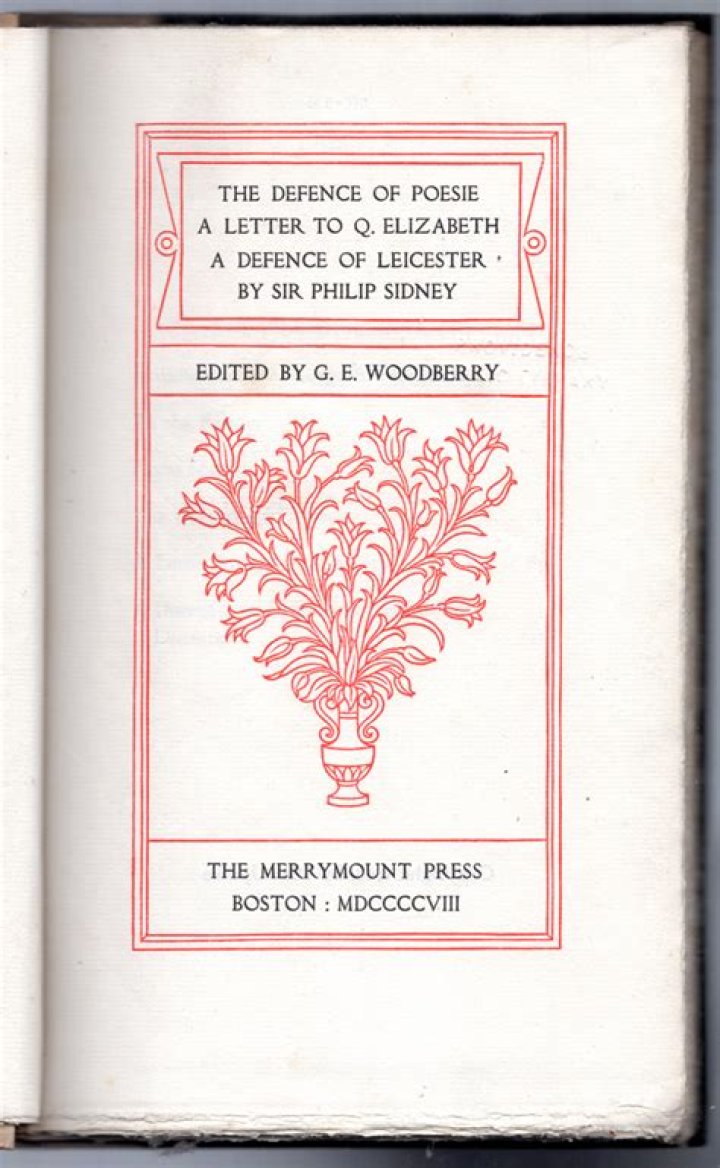 THE DEFENCE OF POESIE
A LETTER TO Q. ELIZABETH
A DEFENCE OF LEICESTER
BY SIR PHILIP SIDNEY
EDITED BY G. E. WOODBERRY
THE MERRYMOUNT PRESS
BOSTON : MDCCCCVIII